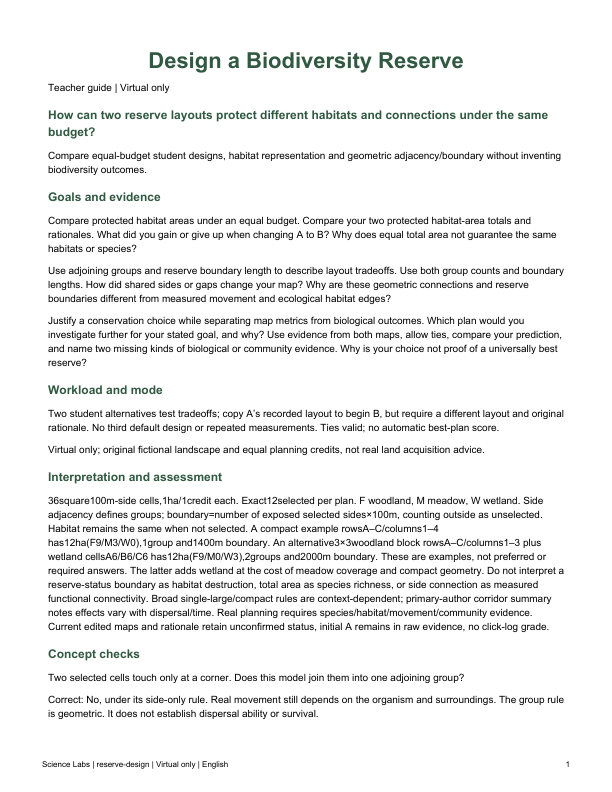 Design a Biodiversity Reserve
Teacher guide | Virtual only
How can two reserve layouts protect different habitats and connections under the same
budget?
Compare equal-budget student designs, habitat representation and geometric adjacency/boundary without inventing
biodiversity outcomes.
Goals and evidence
Compare protected habitat areas under an equal budget. Compare your two protected habitat-area totals and
rationales. What did you gain or give up when changing A to B? Why does equal total area not guarantee the same
habitats or species?
Use adjoining groups and reserve boundary length to describe layout tradeoffs. Use both group counts and boundary
lengths. How did shared sides or gaps change your map? Why are these geometric connections and reserve
boundaries different from measured movement and ecological habitat edges?
Justify a conservation choice while separating map metrics from biological outcomes. Which plan would you
investigate further for your stated goal, and why? Use evidence from both maps, allow ties, compare your prediction,
and name two missing kinds of biological or community evidence. Why is your choice not proof of a universally best
reserve?
Workload and mode
Two student alternatives test tradeoffs; copy A's recorded layout to begin B, but require a different layout and original
rationale. No third default design or repeated measurements. Ties valid; no automatic best-plan score.
Virtual only; original fictional landscape and equal planning credits, not real land acquisition advice.
Interpretation and assessment
36square100m-side cells,1ha/1credit each. Exact12selected per plan. F woodland, M meadow, W wetland. Side
adjacency defines groups; boundary=number of exposed selected sides×100m, counting outside as unselected.
Habitat remains the same when not selected. A compact example rowsA–C/columns1–4
has12ha(F9/M3/W0),1group and1400m boundary. An alternative3×3woodland block rowsA–C/columns1–3 plus
wetland cellsA6/B6/C6 has12ha(F9/M0/W3),2groups and2000m boundary. These are examples, not preferred or
required answers. The latter adds wetland at the cost of meadow coverage and compact geometry. Do not interpret a
reserve-status boundary as habitat destruction, total area as species richness, or side connection as measured
functional connectivity. Broad single-large/compact rules are context-dependent; primary-author corridor summary
notes effects vary with dispersal/time. Real planning requires species/habitat/movement/community evidence.
Current edited maps and rationale retain unconfirmed status, initial A remains in raw evidence, no click-log grade.
Concept checks
Two selected cells touch only at a corner. Does this model join them into one adjoining group?
Correct: No, under its side-only rule. Real movement still depends on the organism and surroundings. The group rule
is geometric. It does not establish dispersal ability or survival.
Science Labs | reserve-design | Virtual only | English
1